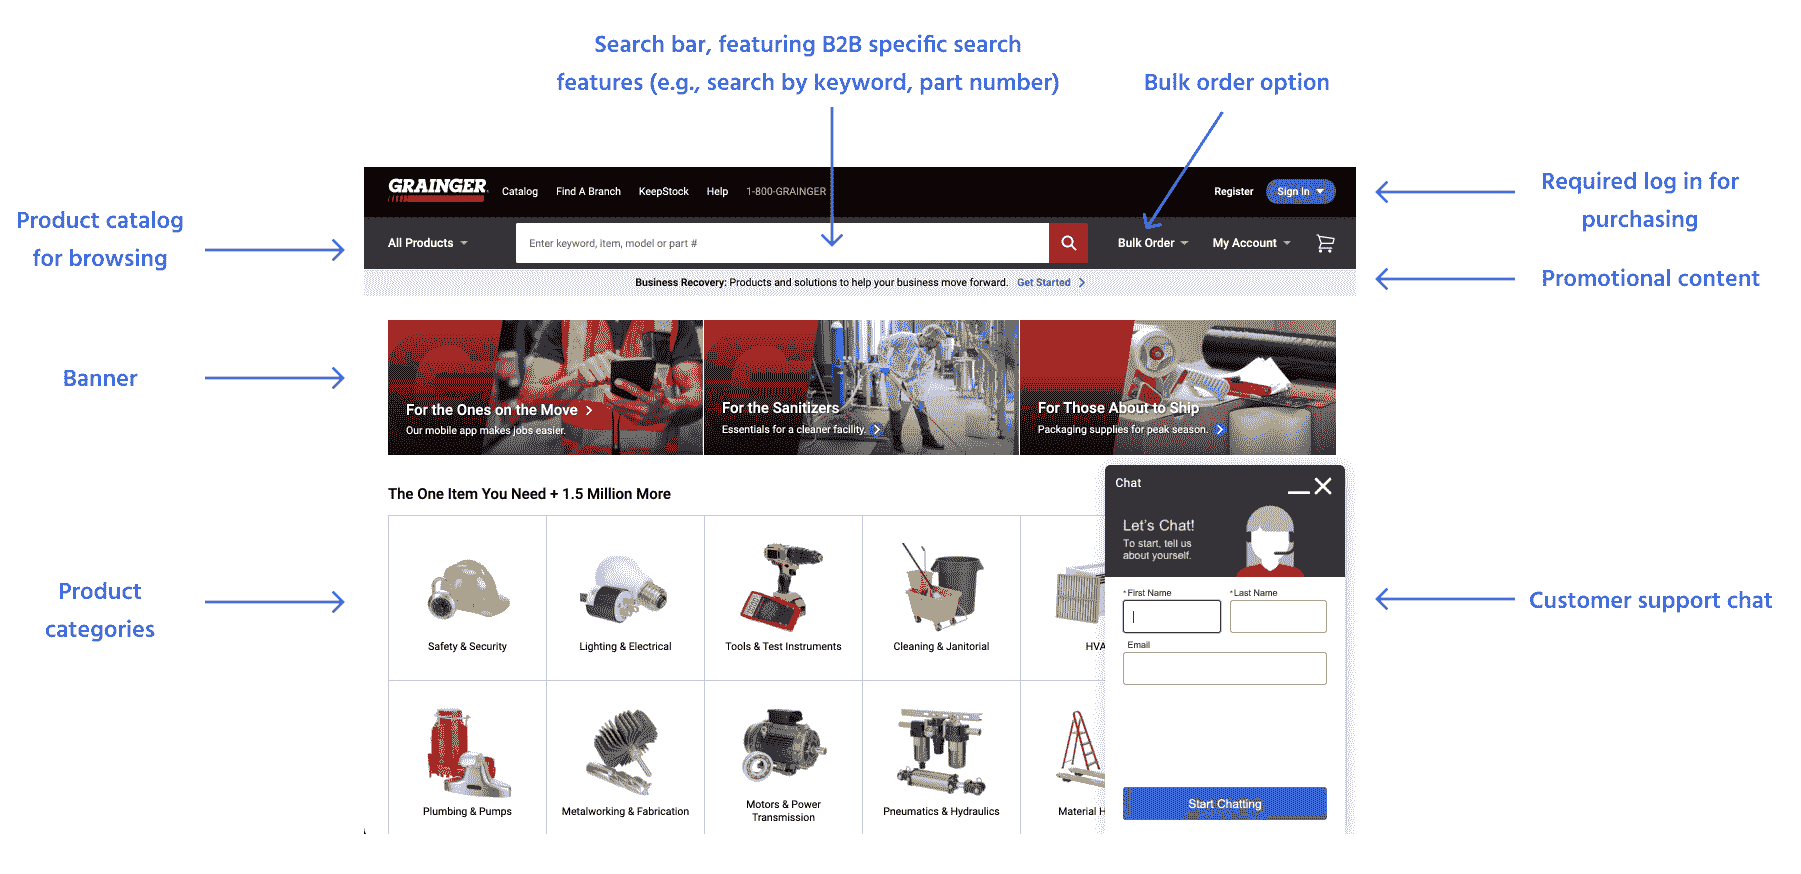 Search bar, featuring B2B specific search
features (e.g., search by keyword, part number)
Bulk order option
Product catalog
for browsing
Banner
Product
categories
Required log in for
purchasing
Promotional content
Customer support chat
GRAINGER
Catalog
Find A Branch
KeepStock
Help
1-800-GRAINGER
Register
Sign In
All Products
Enter keyword, item, model or part #
Bulk Order
My Account
Business Recovery: Products and solutions to help your business move forward. Get Started
For the Ones on the Move
Our mobile app makes jobs easier.
For the Sanitizers
Essentials for a cleaner facility.
For Those About to Ship
Packaging supplies for peak season.
The One Item You Need + 1.5 Million More
Safety & Security
Lighting & Electrical
Tools & Test Instruments
Cleaning & Janitorial
HVA
Plumbing & Pumps
Metalworking & Fabrication
Motors & Power
Transmission
Pneumatics & Hydraulics
Material H
Chat
Let's Chat!
To start, tell us
about yourself.
*First Name
*Last Name
Email
Start Chatting